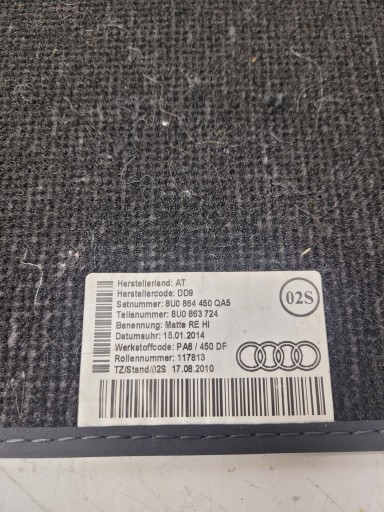 Herstellerland: AT
Herstellercode: DD9
Setnummer: 8U0 864 450 QA5
Teilenummer: 8U0 863 724
Benennung: Matte RE HI
Datumsuhr: 15.01.2014
Werkstoffcode: PA6 / 450 DF
Rollennummer: 117813
TZ/Stand/02S 17.08.2010
02S